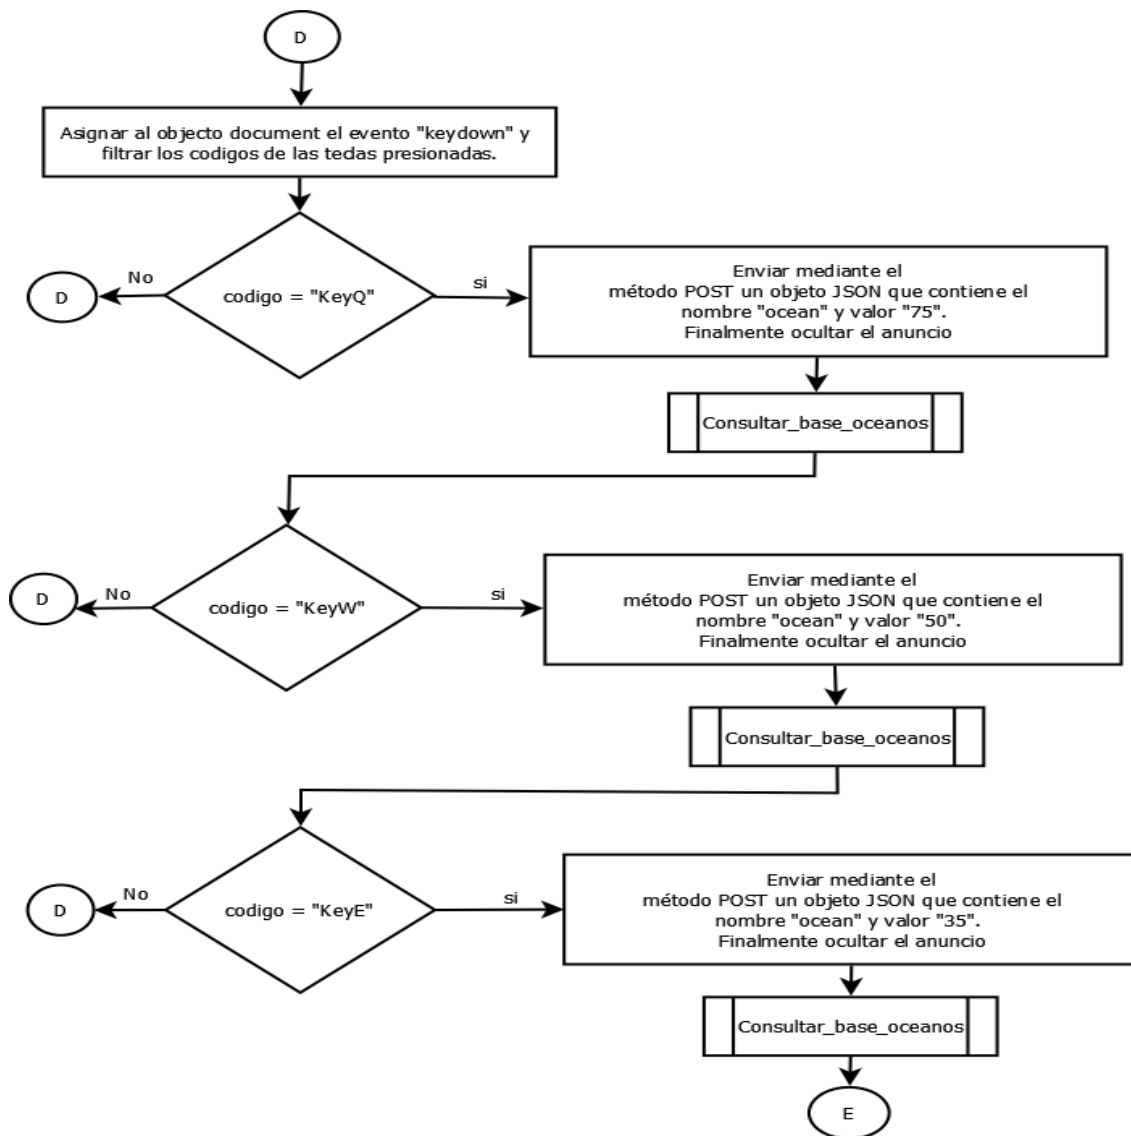 D
Asignar al objecto document el evento "keydown" y
filtrar los codigos de las teclas presionadas.
codigo = "KeyQ"
No
D
si
Enviar mediante el
método POST un objeto JSON que contiene el
nombre "ocean" y valor "75".
Finalmente ocultar el anuncio
Consultar_base_oceanos
codigo = "KeyW"
No
D
si
Enviar mediante el
método POST un objeto JSON que contiene el
nombre "ocean" y valor "50".
Finalmente ocultar el anuncio
Consultar_base_oceanos
codigo = "KeyE"
No
D
si
Enviar mediante el
método POST un objeto JSON que contiene el
nombre "ocean" y valor "35".
Finalmente ocultar el anuncio
Consultar_base_oceanos
E